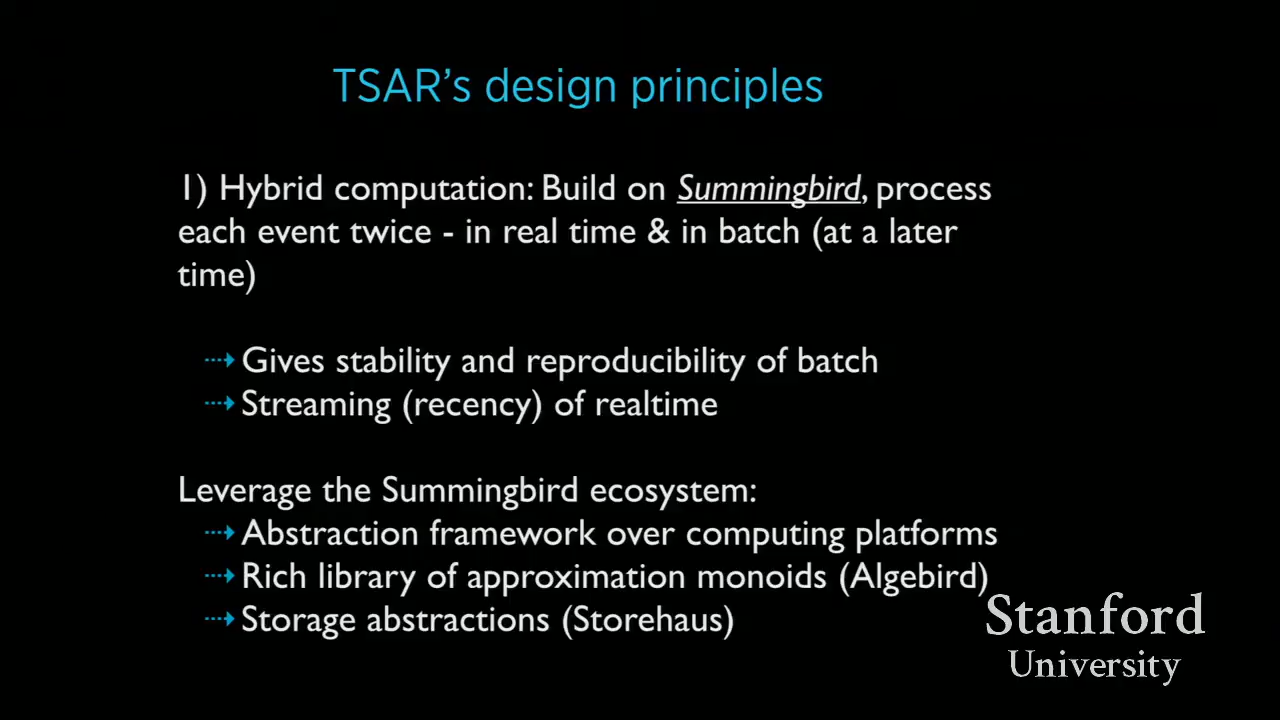 TSAR's design principles
1) Hybrid computation: Build on Summingbird, process
each event twice - in real time & in batch (at a later
time)
⇢ Gives stability and reproducibility of batch
⇢ Streaming (recency) of realtime
Leverage the Summingbird ecosystem:
⇢ Abstraction framework over computing platforms
⇢ Rich library of approximation monoids (Algebird)
⇢ Storage abstractions (Storehaus)
Stanford
University